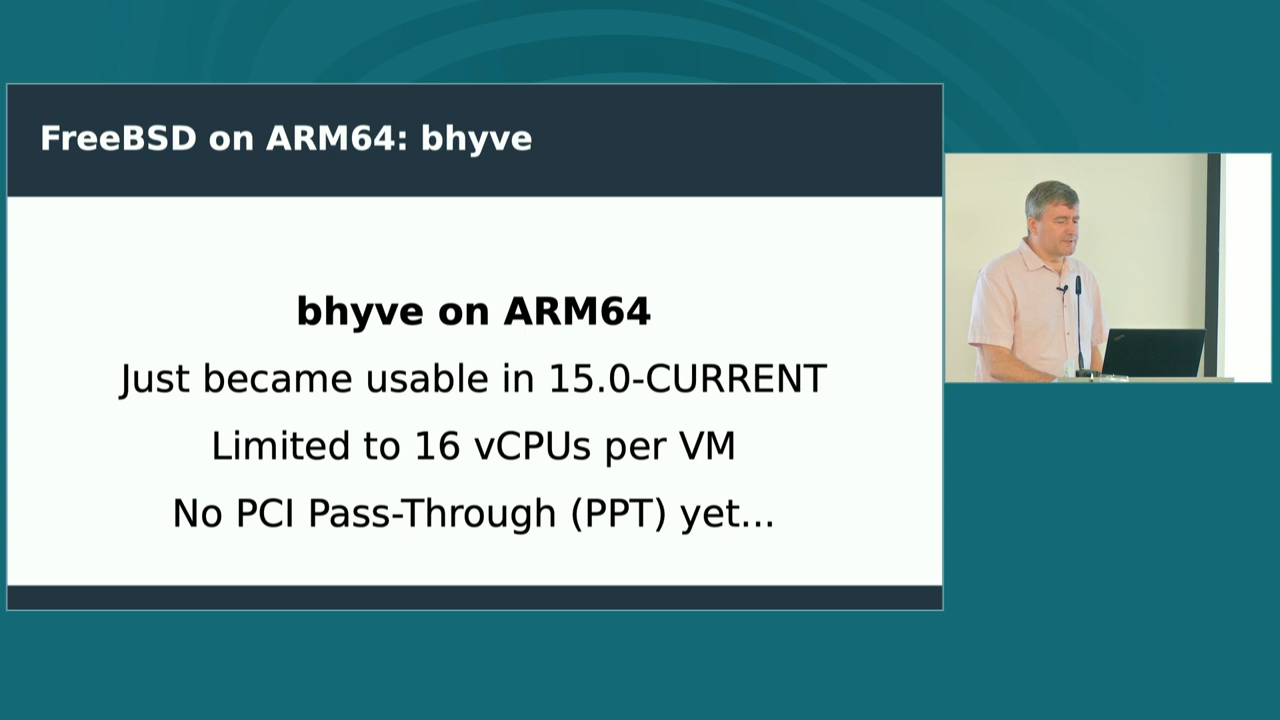 FreeBSD on ARM64: bhyve
bhyve on ARM64
Just became usable in 15.0-CURRENT
Limited to 16 vCPUs per VM
No PCI Pass-Through (PPT) yet...